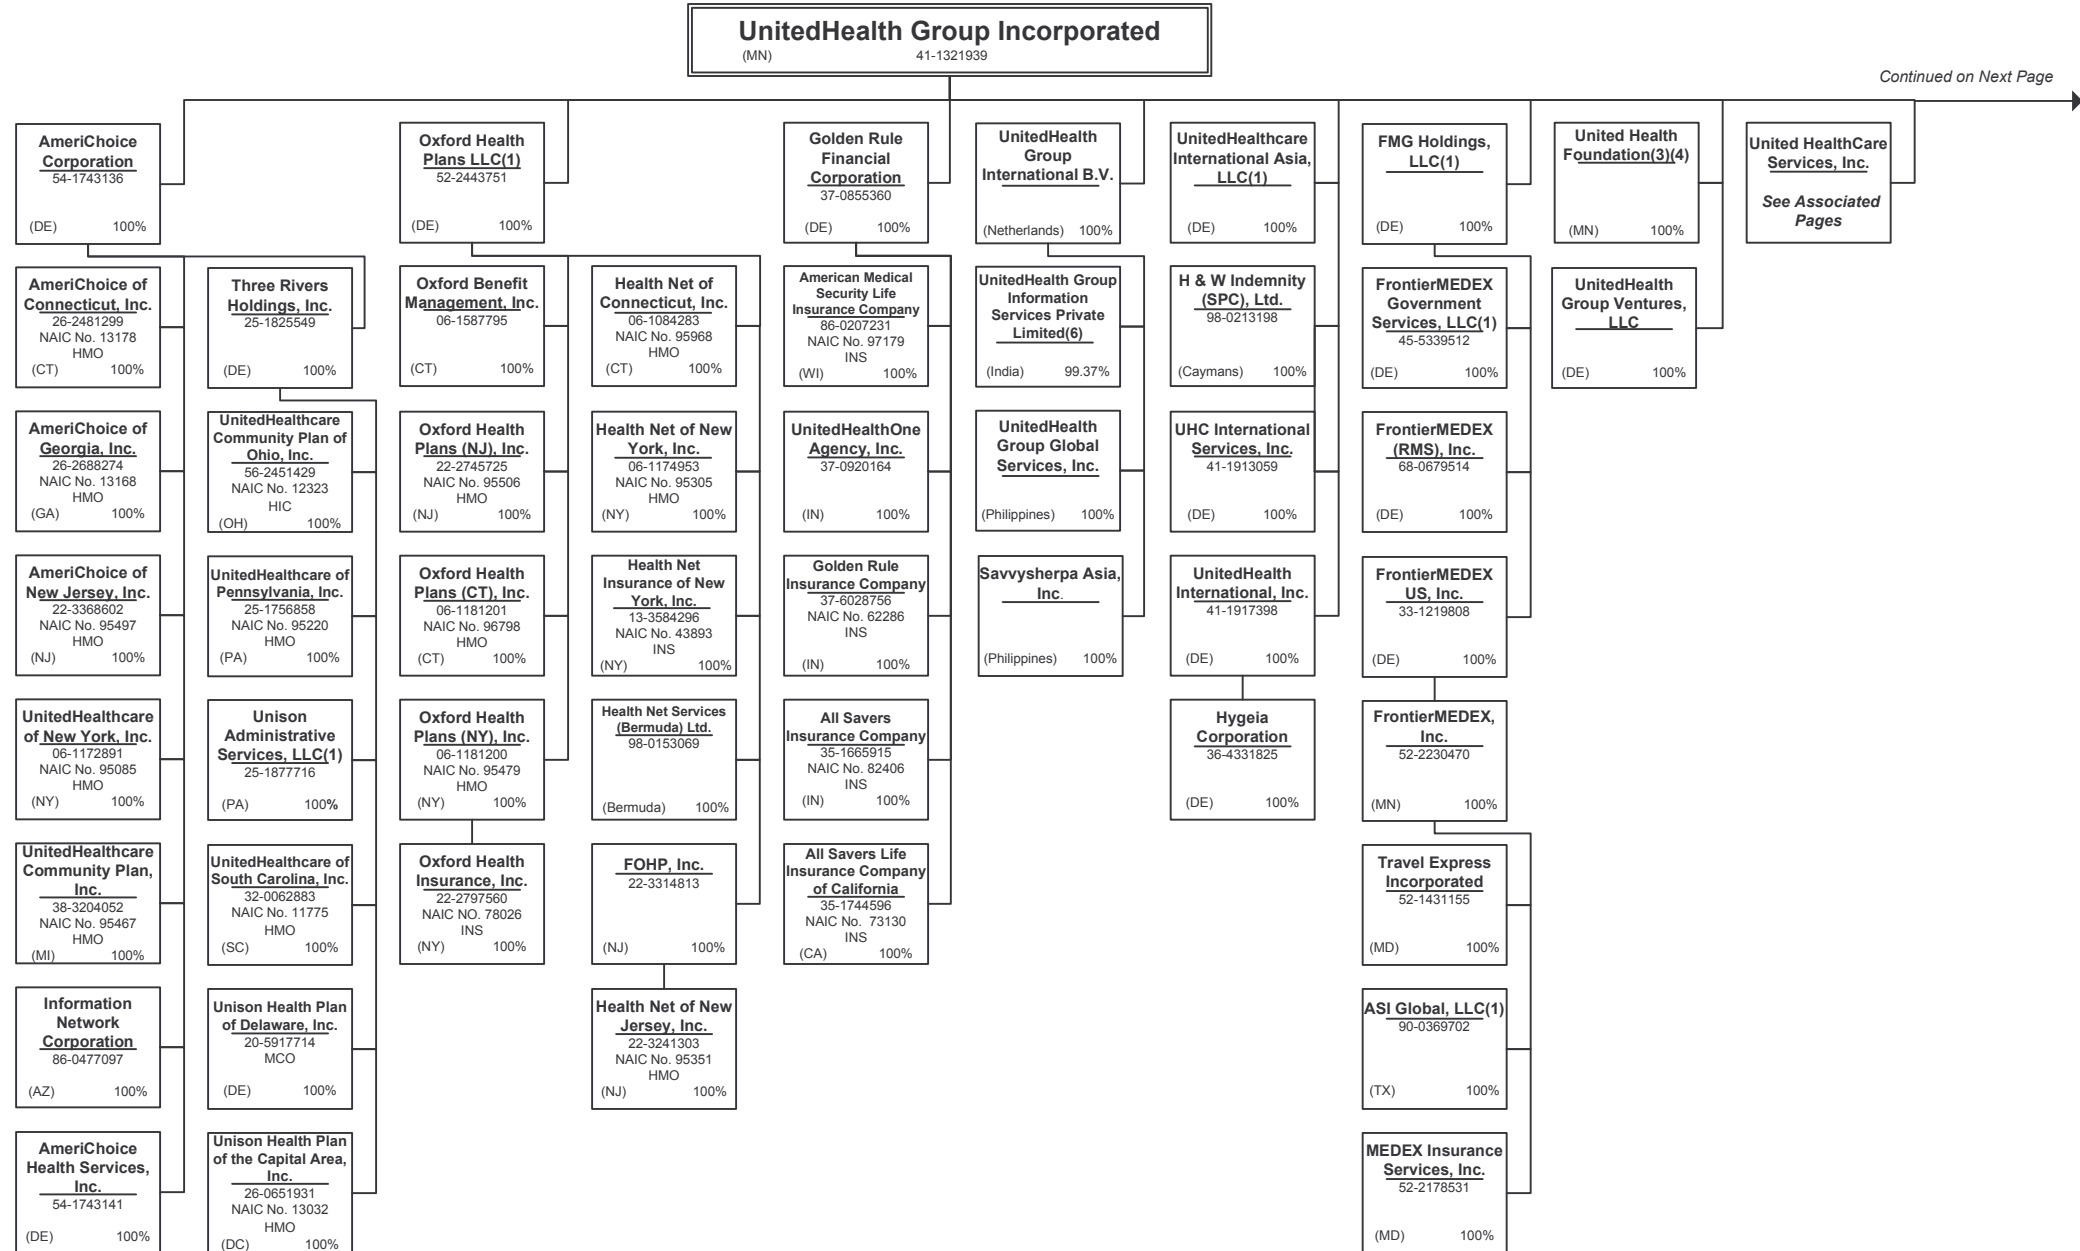 UnitedHealth Group Incorporated
(MN) 41-1321939
Continued on Next Page
AmeriChoice
Corporation
54-1743136
(DE) 100%
Oxford Health
Plans LLC(1)
52-2443751
(DE) 100%
Golden Rule
Financial
Corporation
37-0855360
(DE) 100%
UnitedHealth
Group
International B.V.
(Netherlands) 100%
UnitedHealthcare
International Asia,
LLC(1)
(DE) 100%
FMG Holdings,
LLC(1)
(DE) 100%
United Health
Foundation(3)(4)
(MN) 100%
United HealthCare
Services, Inc.
See Associated
Pages
AmeriChoice of
Connecticut, Inc.
26-2481299
NAIC No. 13178
HMO
(CT) 100%
Three Rivers
Holdings, Inc.
25-1825549
(DE) 100%
Oxford Benefit
Management, Inc.
06-1587795
(CT) 100%
Health Net of
Connecticut, Inc.
06-1084283
NAIC No. 95968
HMO
(CT) 100%
American Medical
Security Life
Insurance Company
86-0207231
NAIC No. 97179
INS
(WI) 100%
UnitedHealth Group
Information
Services Private
Limited(6)
(India) 99.37%
H & W Indemnity
(SPC), Ltd.
98-0213198
(Caymans) 100%
FrontierMEDEX
Government
Services, LLC(1)
45-5339512
(DE) 100%
UnitedHealth
Group Ventures,
LLC
(DE) 100%
AmeriChoice of
Georgia, Inc.
26-2688274
NAIC No. 13168
HMO
(GA) 100%
UnitedHealthcare
Community Plan of
Ohio, Inc.
56-2451429
NAIC No. 12323
HIC
(OH) 100%
Oxford Health
Plans (NJ), Inc.
22-2745725
NAIC No. 95506
HMO
(NJ) 100%
Health Net of New
York, Inc.
06-1174953
NAIC No. 95305
HMO
(NY) 100%
UnitedHealthOne
Agency, Inc.
37-0920164
(IN) 100%
UnitedHealth
Group Global
Services, Inc.
(Philippines) 100%
UHC International
Services, Inc.
41-1913059
(DE) 100%
FrontierMEDEX
(RMS), Inc.
68-0679514
(DE) 100%
AmeriChoice of
New Jersey, Inc.
22-3368602
NAIC No. 95497
HMO
(NJ) 100%
UnitedHealthcare of
Pennsylvania, Inc.
25-1756858
NAIC No. 95220
HMO
(PA) 100%
Oxford Health
Plans (CT), Inc.
06-1181201
NAIC No. 96798
HMO
(CT) 100%
Health Net
Insurance of New
York, Inc.
13-3584296
NAIC No. 43893
INS
(NY) 100%
Golden Rule
Insurance Company
37-6028756
NAIC No. 62286
INS
(IN) 100%
Savvysherpa Asia,
Inc.
(Philippines) 100%
UnitedHealth
International, Inc.
41-1917398
(DE) 100%
FrontierMEDEX
US, Inc.
33-1219808
(DE) 100%
UnitedHealthcare
of New York, Inc.
06-1172891
NAIC No. 95085
HMO
(NY) 100%
Unison
Administrative
Services, LLC(1)
25-1877716
(PA) 100%
Oxford Health
Plans (NY), Inc.
06-1181200
NAIC No. 95479
HMO
(NY) 100%
Health Net Services
(Bermuda) Ltd.
98-0153069
(Bermuda) 100%
All Savers
Insurance Company
35-1665915
NAIC No. 82406
INS
(IN) 100%
Hygeia
Corporation
36-4331825
(DE) 100%
FrontierMEDEX,
Inc.
52-2230470
(MN) 100%
UnitedHealthcare
Community Plan,
Inc.
38-3204052
NAIC No. 95467
HMO
(MI) 100%
UnitedHealthcare of
South Carolina, Inc.
32-0062883
NAIC No. 11775
HMO
(SC) 100%
Oxford Health
Insurance, Inc.
22-2797560
NAIC NO. 78026
INS
(NY) 100%
FOHP, Inc.
22-3314813
(NJ) 100%
All Savers Life
Insurance Company
of California
35-1744596
NAIC No. 73130
INS
(CA) 100%
Travel Express
Incorporated
52-1431155
(MD) 100%
Information
Network
Corporation
86-0477097
(AZ) 100%
Unison Health Plan
of Delaware, Inc.
20-5917714
MCO
(DE) 100%
Health Net of New
Jersey, Inc.
22-3241303
NAIC No. 95351
HMO
(NJ) 100%
ASI Global, LLC(1)
90-0369702
(TX) 100%
AmeriChoice
Health Services,
Inc.
54-1743141
(DE) 100%
Unison Health Plan
of the Capital Area,
Inc.
26-0651931
NAIC No. 13032
HMO
(DC) 100%
MEDEX Insurance
Services, Inc.
52-2178531
(MD) 100%